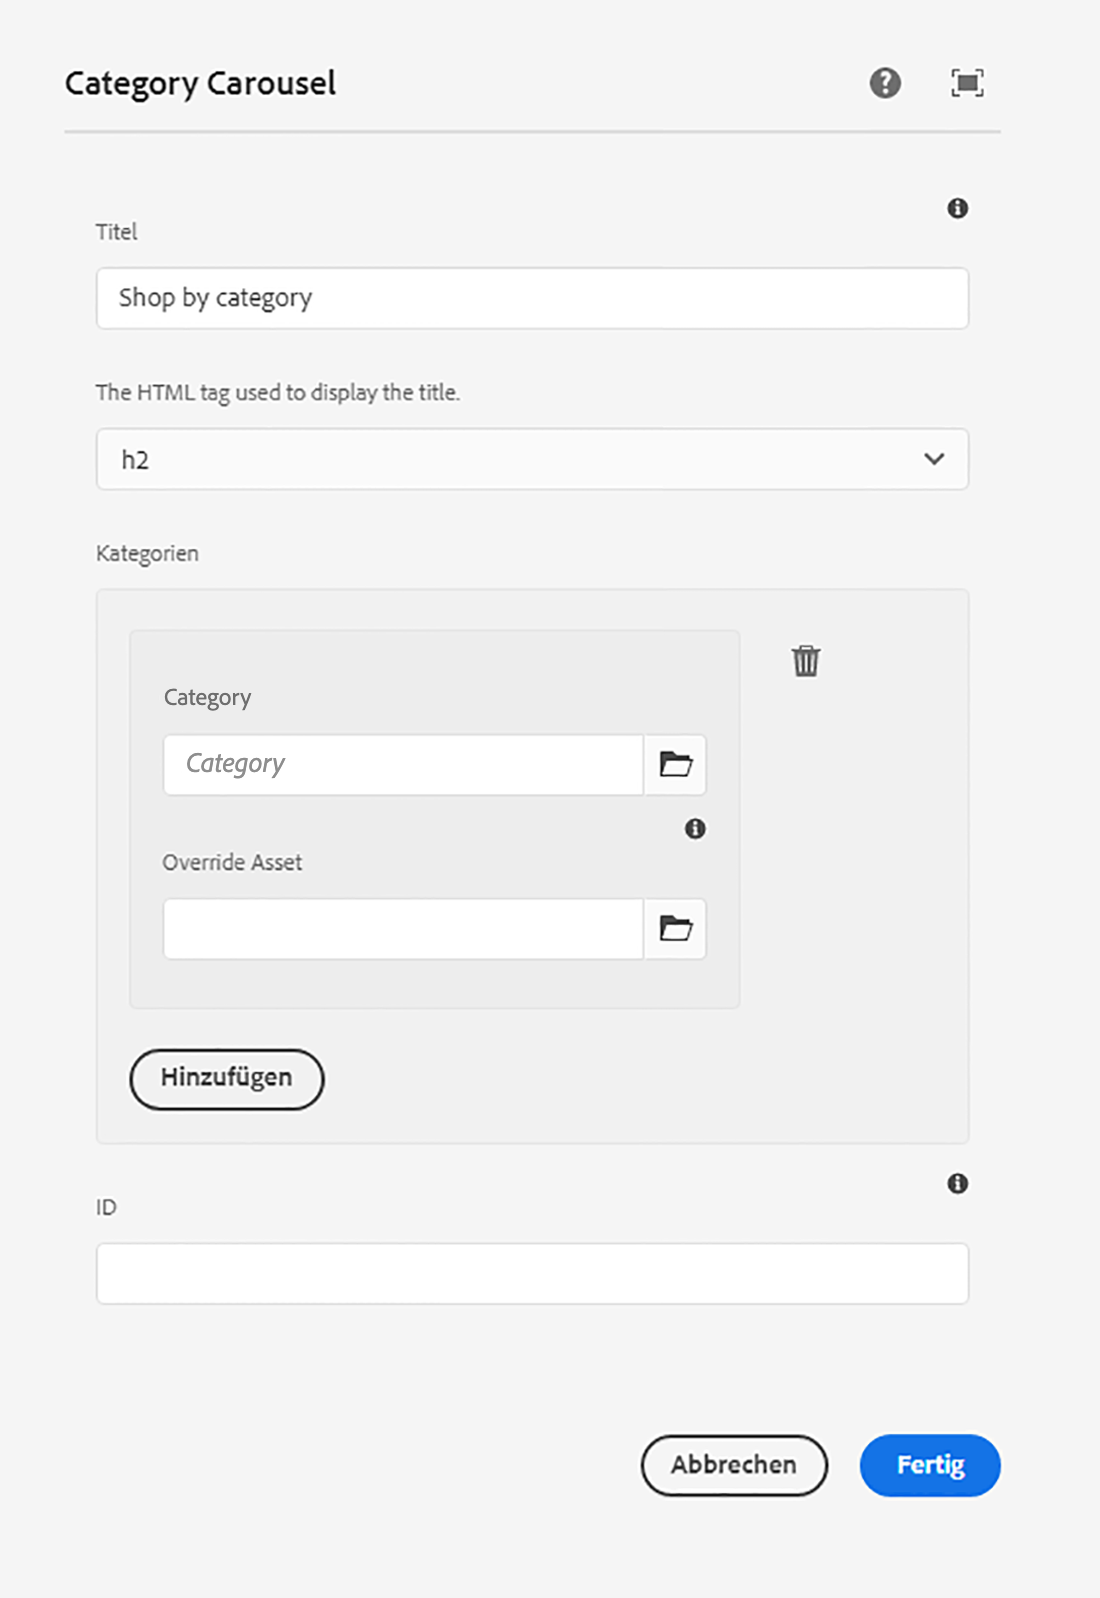 Category Carousel
Titel
Shop by category
The HTML tag used to display the title.
h2
Kategorien
Category
Category
Override Asset
Hinzufügen
ID
Abbrechen
Fertig